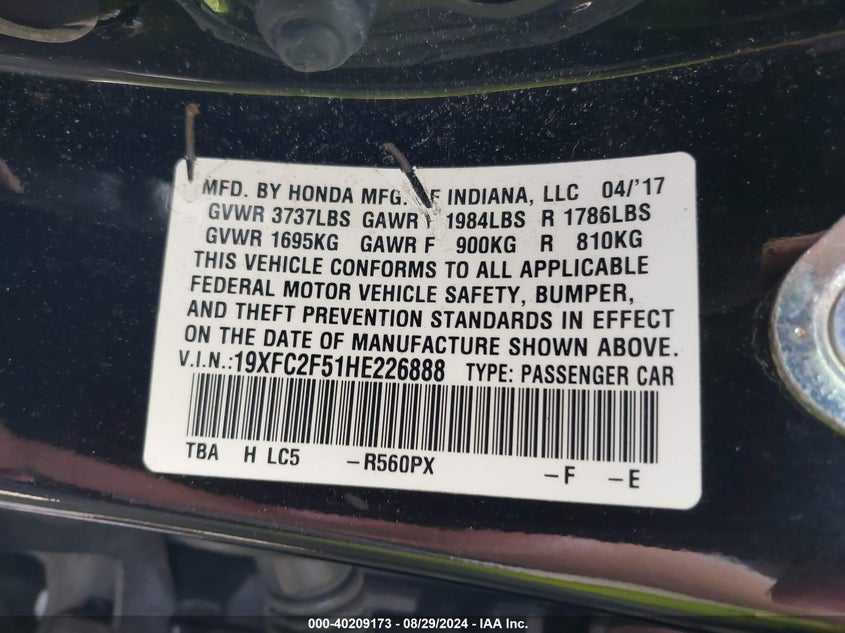 MFD. BY HONDA MFG. OF INDIANA, LLC 04/'17
GVWR 3737LBS GAWR F 1984LBS R 1786LBS
GVWR 1695KG GAWR F 900KG R 810KG
THIS VEHICLE CONFORMS TO ALL APPLICABLE
FEDERAL MOTOR VEHICLE SAFETY, BUMPER,
AND THEFT PREVENTION STANDARDS IN EFFECT
ON THE DATE OF MANUFACTURE SHOWN ABOVE.
V.I.N.:19XFC2F51HE226888 TYPE: PASSENGER CAR
TBA H LC5 –R560PX –F –E
000-40209173 - 08/29/2024 - IAA Inc.